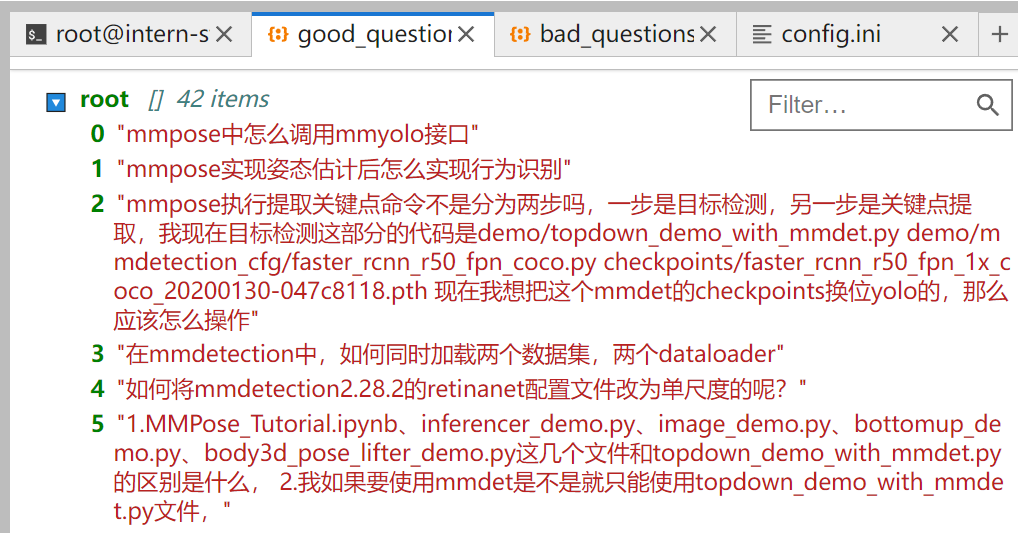 root@intern-s good_question bad_questions config.ini
root [] 42 items Filter...
0 "mmpose中怎么调用mmyolo接口"
1 "mmpose实现姿态估计后怎么实现行为识别"
2 "mmpose执行提取关键点命令不是分为两步吗，一步是目标检测，另一步是关键点提
取，我现在目标检测这部分的代码是demo/topdown_demo_with_mmdet.py demo/m
mdetection_cfg/faster_rcnn_r50_fpn_coco.py checkpoints/faster_rcnn_r50_fpn_1x_c
oco_20200130-047c8118.pth 现在我想把这个mmdet的checkpoints换位yolo的，那么
应该怎么操作"
3 "在mmdetection中，如何同时加载两个数据集，两个dataloader"
4 "如何将mmdetection2.28.2的retinanet配置文件改为单尺度的呢？"
5 "1.MMPose_Tutorial.ipynb、inferencer_demo.py、image_demo.py、bottomup_de
mo.py、body3d_pose_lifter_demo.py这几个文件和topdown_demo_with_mmdet.py
的区别是什么， 2.我如果要使用mmdet是不是就只能使用topdown_demo_with_mmde
t.py文件，"